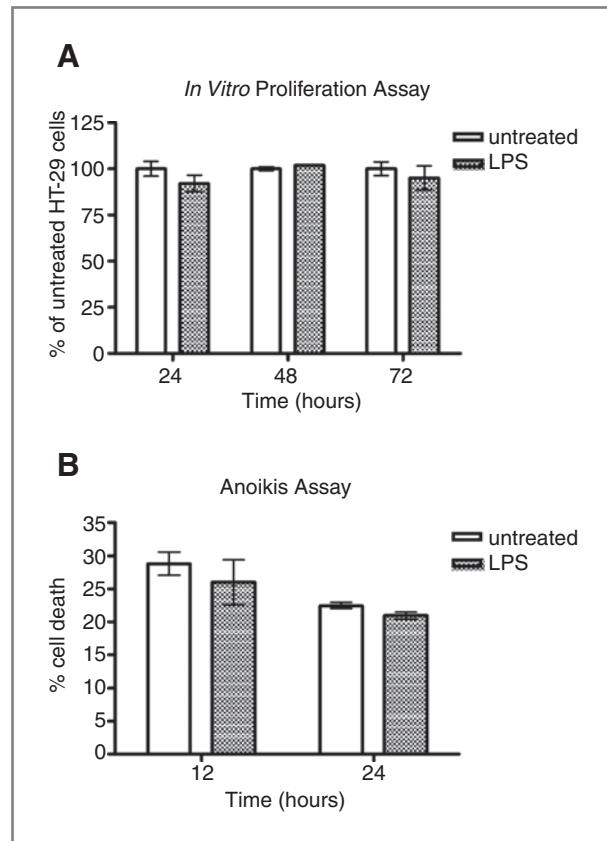 A
In Vitro Proliferation Assay
% of untreated HT-29 cells
125
100
75
50
25
0
untreated
LPS
24 48 72
Time (hours)
B
Anoikis Assay
% cell death
35
30
25
20
15
10
5
0
untreated
LPS
12 24
Time (hours)